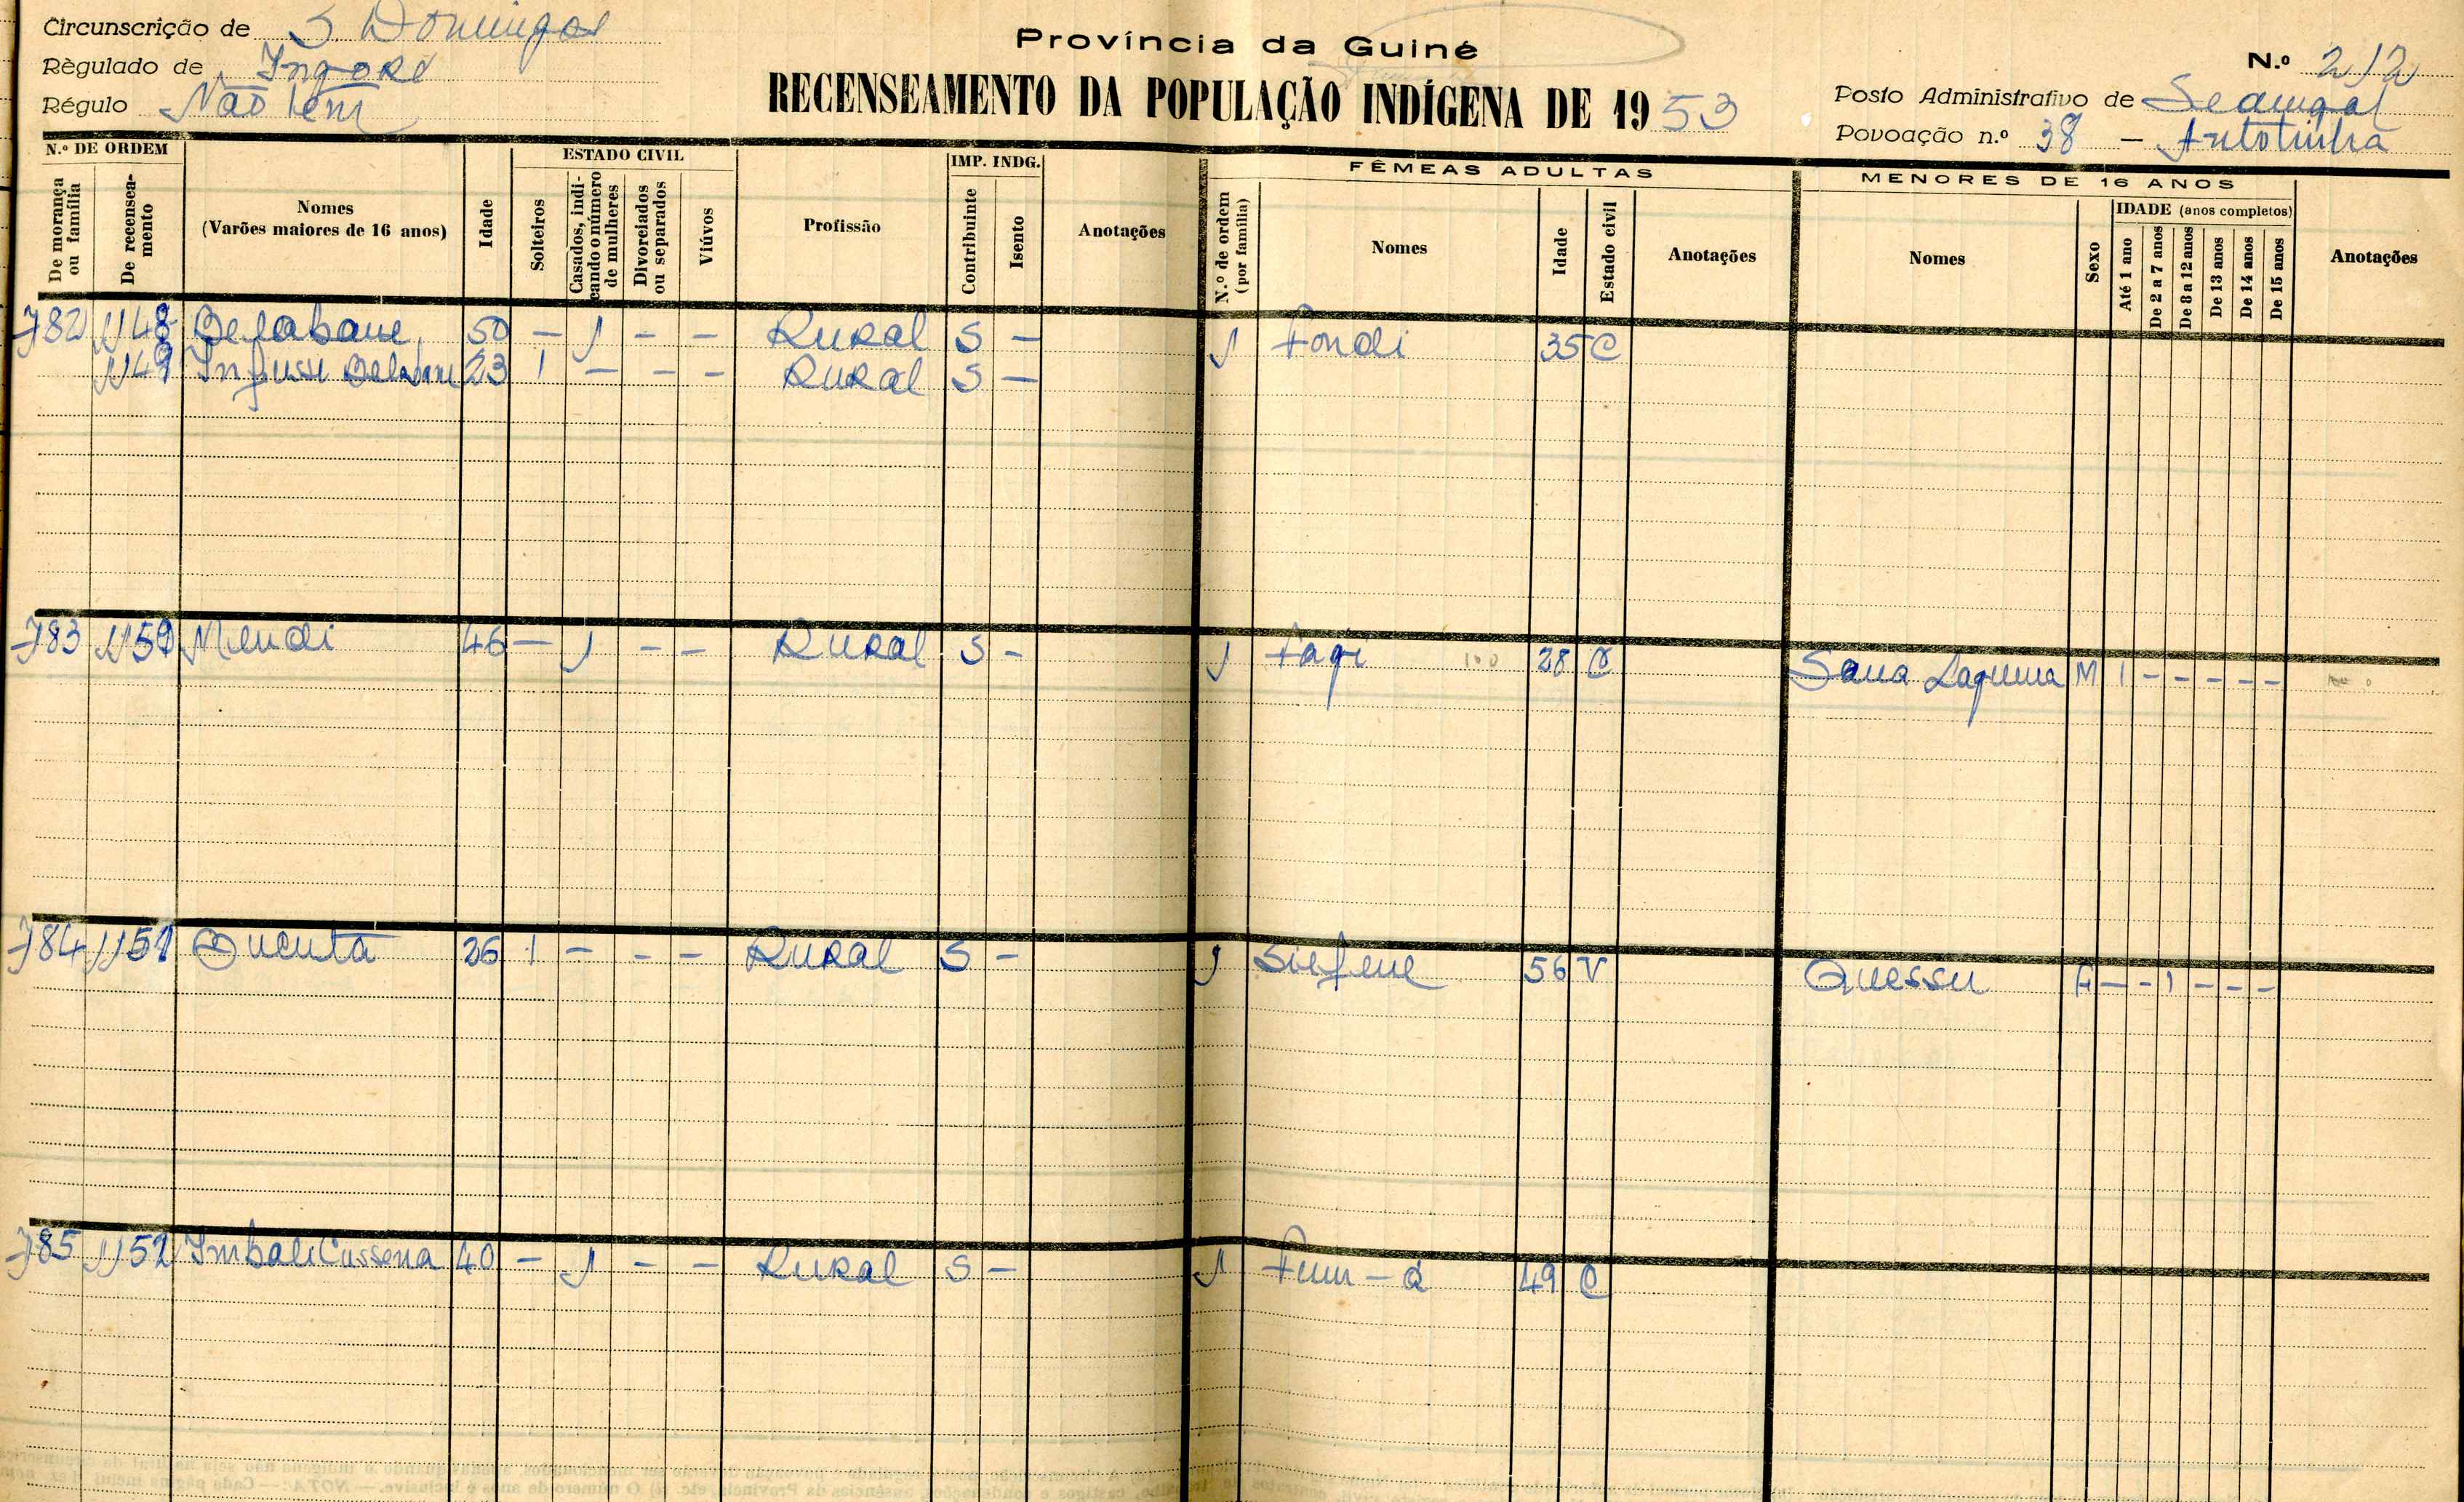 Circunscrição de S. Domingos
Règulado de Ingoré
Régulo Não tem
Província da Guiné
RECENSEAMENTO DA POPULAÇÃO INDÍGENA DE 1953
N.º 212
Posto Administrativo de
Povoação n.º 38 - Antotinha
N.º DE ORDEM
De morança ou família
De recenseamento
Nomes
(Varões maiores de 16 anos)
Idade
ESTADO CIVIL
Solteiros
Casados, indicando o número de mulheres
Divorciados ou separados
Viúvos
Profissão
IMP. INDG.
Contribuinte
Isento
Anotações
FÊMEAS ADULTAS
N.º de ordem (por família)
Nomes
Idade
Estado civil
Anotações
MENORES DE 16 ANOS
Nomes
Sexo
IDADE (anos completos)
Até 1 ano
De 2 a 7 anos
De 8 a 12 anos
De 13 anos
De 14 anos
De 15 anos
Anotações
782 1148 50 - 1 - - Rural S - 1 Fondi 35 C
1149 23 1 - - - Rural S -
783 1150 Mendi 46 - 1 - - Rural S - 1 Fagi 28 C Sana Laguma M 1 - - - - -
784 1151 Quenta 26 1 - - - Rural S - 1 Siefene 56 V Quessu F - - 1 - - -
785 1152 Imbali Cussena 40 - 1 - - Rural S - 1 49 C